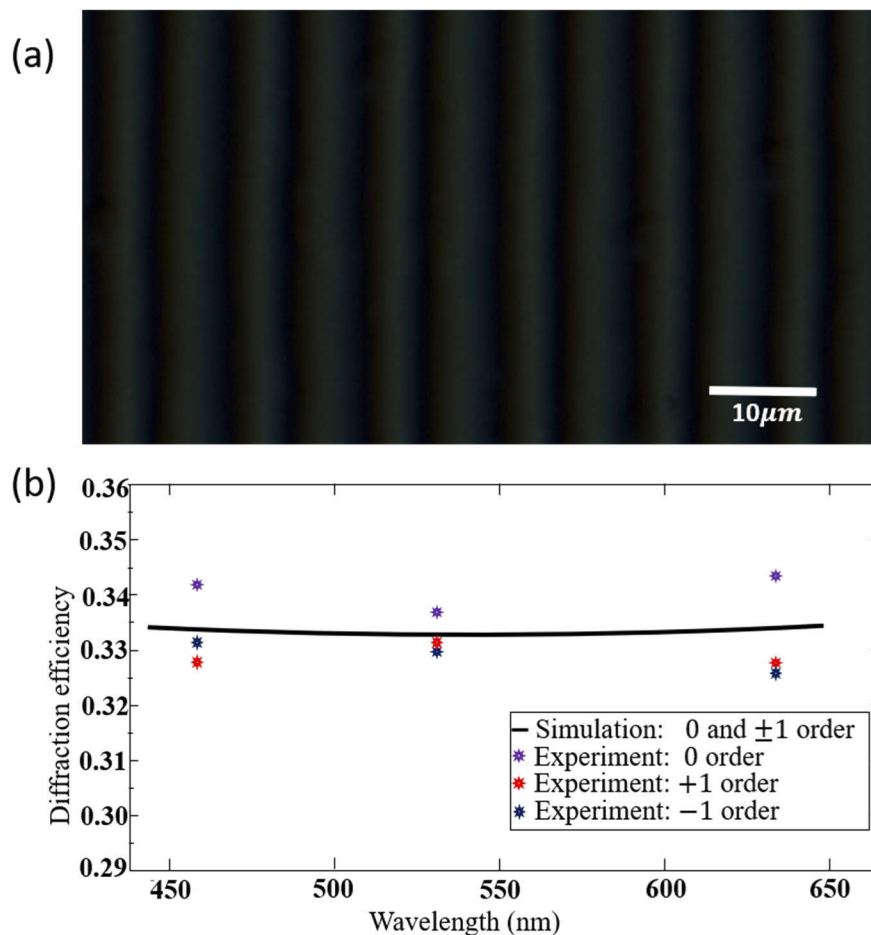 (a)
10μm
(b)
0.36
0.35
0.34
0.33
0.32
0.31
0.30
0.29
Diffraction efficiency
Simulation: 0 and ±1 order
Experiment: 0 order
Experiment: +1 order
Experiment: −1 order
450 500 550 600 650
Wavelength (nm)